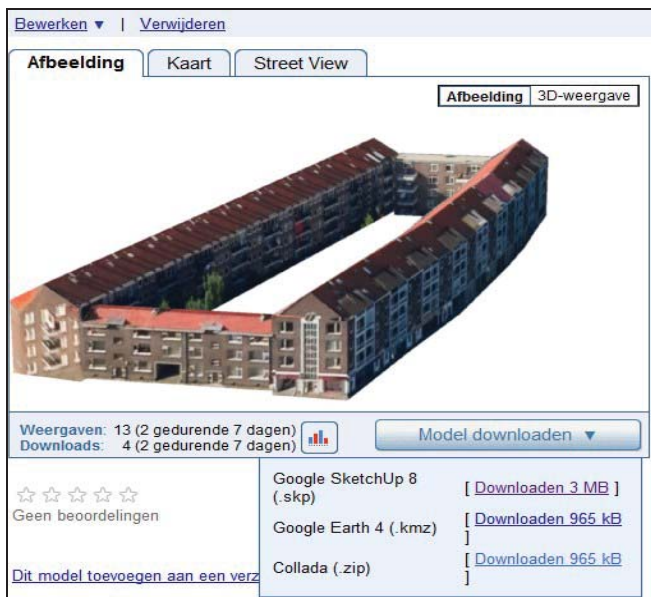 Bewerken ▼ | Verwijderen
Afbeelding Kaart Street View
Afbeelding 3D-weergave
Weergaven: 13 (2 gedurende 7 dagen)
Downloads: 4 (2 gedurende 7 dagen)
Model downloaden ▼
Geen beoordelingen
Dit model toevoegen aan een verz
Google SketchUp 8 (.skp)
[ Downloaden 3 MB ]
Google Earth 4 (.kmz)
[ Downloaden 965 kB ]
Collada (.zip)
[ Downloaden 965 kB ]